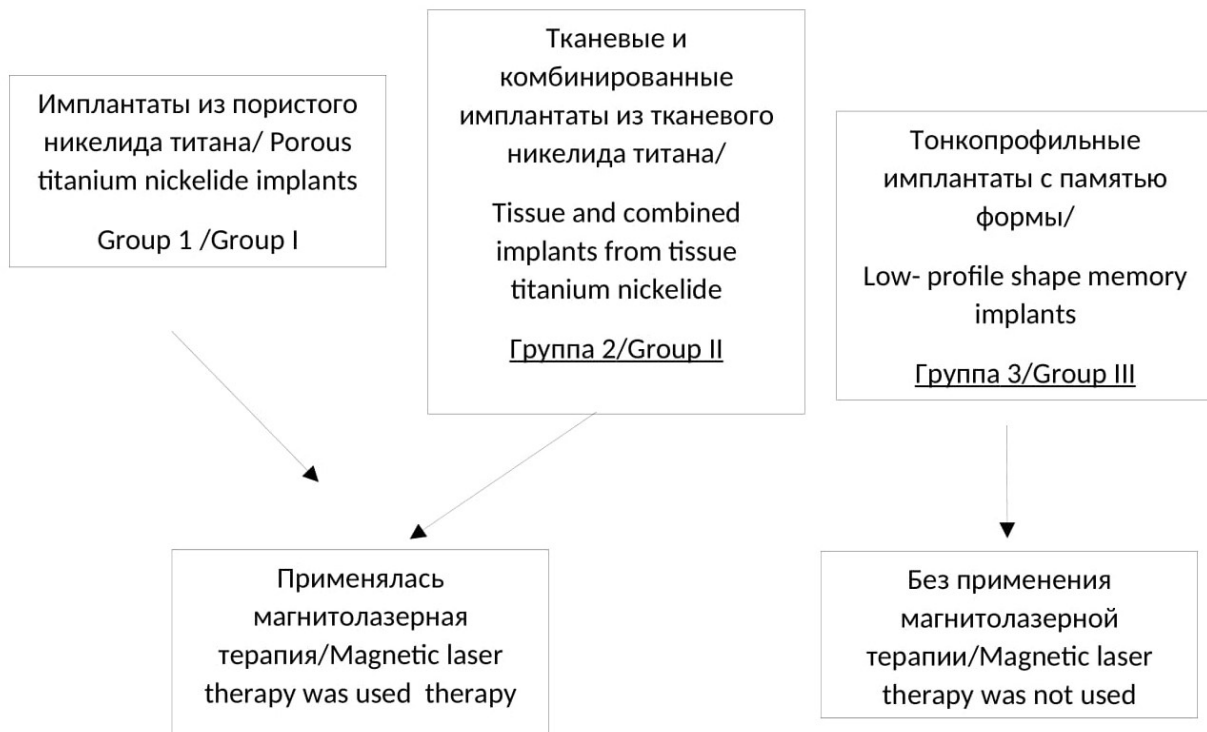 Имплантаты из пористого
никелида титана/ Porous
titanium nickelide implants
Group 1 /Group I
Тканевые и
комбинированные
имплантаты из тканевого
никелида титана/
Tissue and combined
implants from tissue
titanium nickelide
Группа 2/Group II
Тонкопрофильные
имплантаты с памятью
формы/
Low- profile shape memory
implants
Группа 3/Group III
Применялась
магнитолазерная
терапия/Magnetic laser
therapy was used  therapy
Без применения
магнитолазерной
терапии/Magnetic laser
therapy was not used